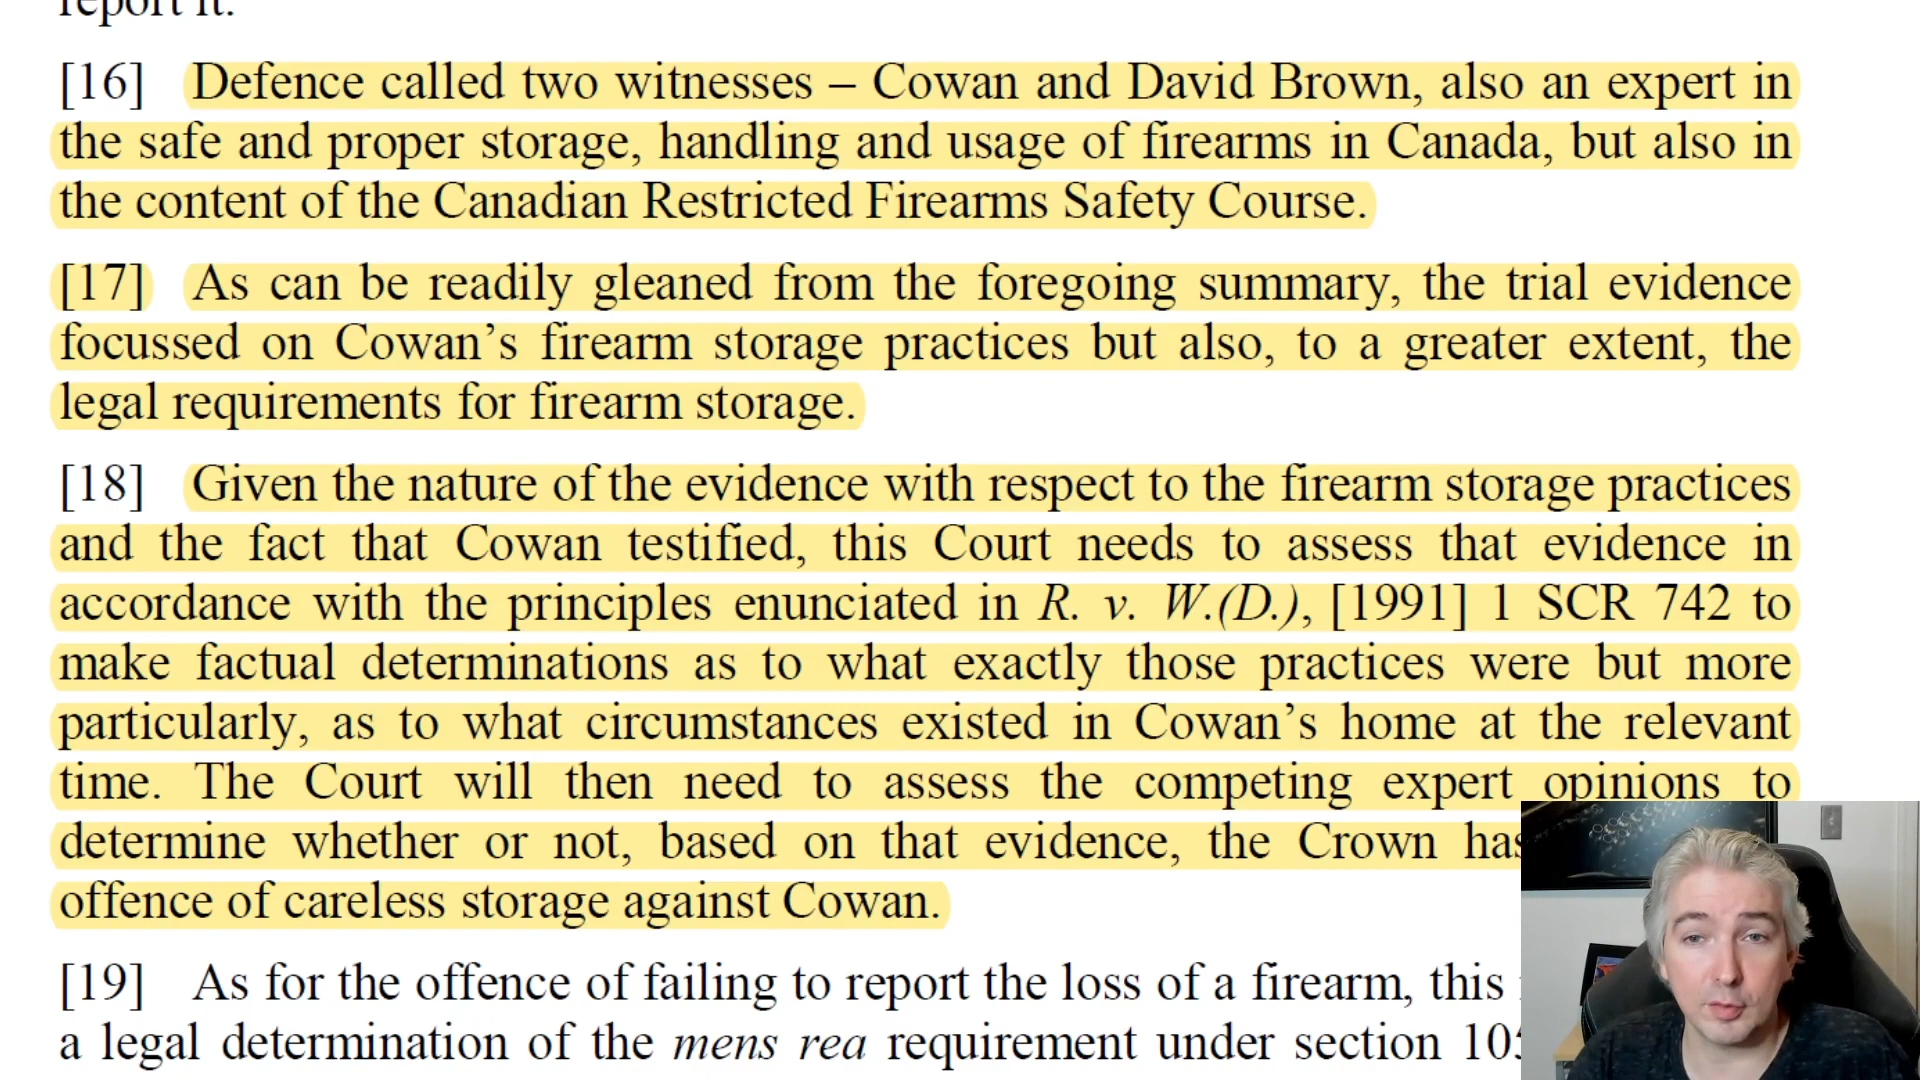 report it.
[16] Defence called two witnesses – Cowan and David Brown, also an expert in
the safe and proper storage, handling and usage of firearms in Canada, but also in
the content of the Canadian Restricted Firearms Safety Course.
[17] As can be readily gleaned from the foregoing summary, the trial evidence
focussed on Cowan’s firearm storage practices but also, to a greater extent, the
legal requirements for firearm storage.
[18] Given the nature of the evidence with respect to the firearm storage practices
and the fact that Cowan testified, this Court needs to assess that evidence in
accordance with the principles enunciated in R. v. W.(D.), [1991] 1 SCR 742 to
make factual determinations as to what exactly those practices were but more
particularly, as to what circumstances existed in Cowan’s home at the relevant
time. The Court will then need to assess the competing expert opinions to
determine whether or not, based on that evidence, the Crown has
offence of careless storage against Cowan.
[19] As for the offence of failing to report the loss of a firearm, this
a legal determination of the mens rea requirement under section